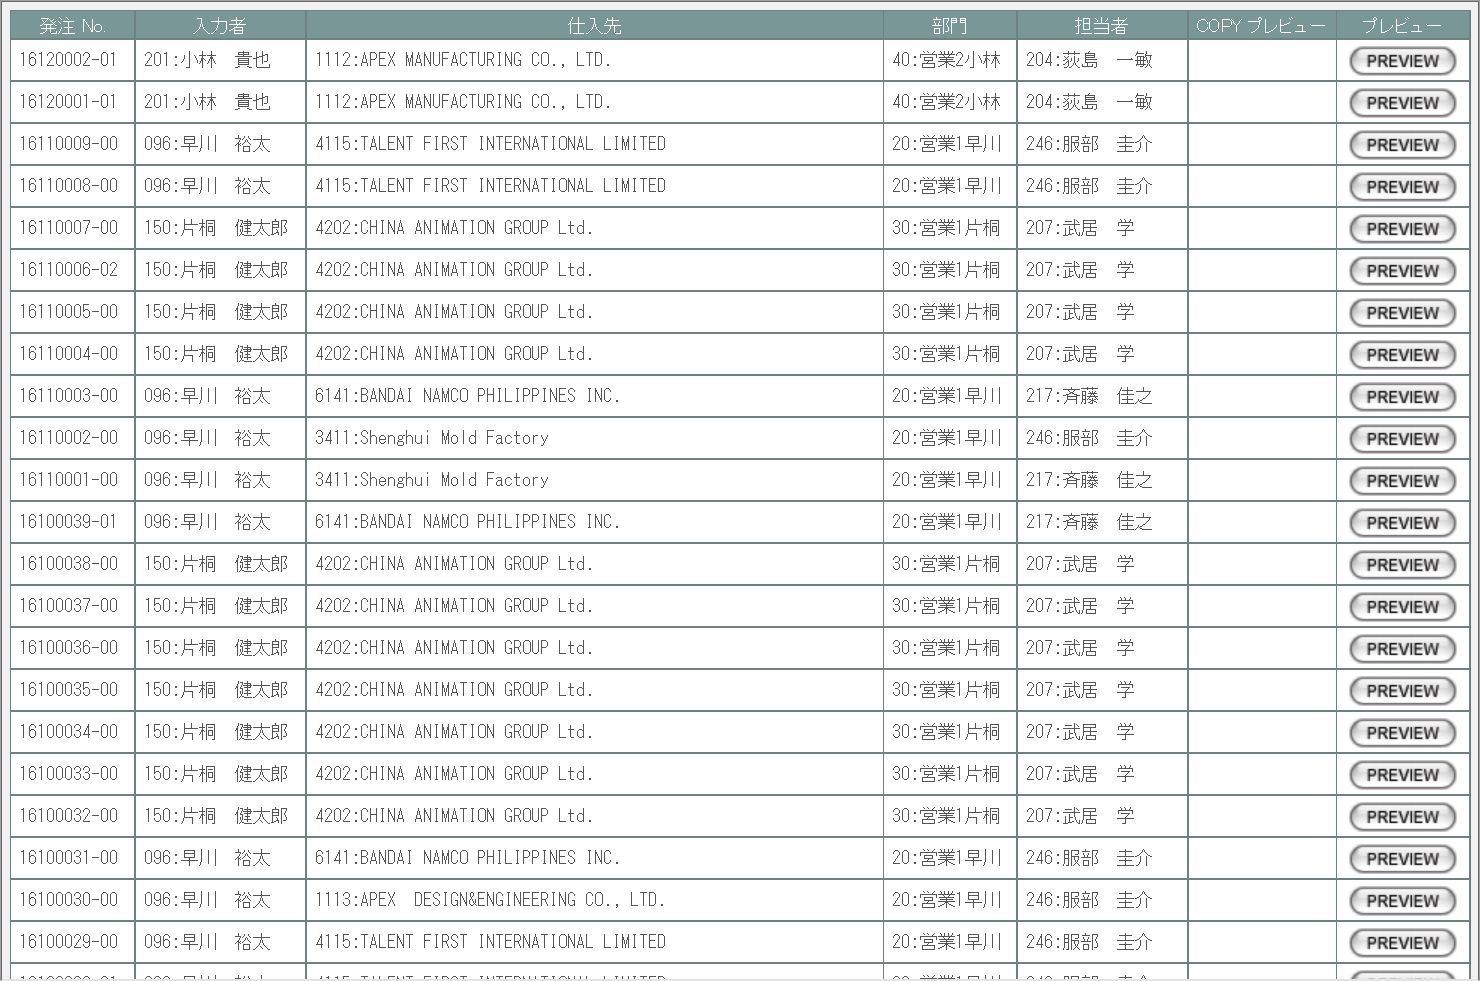 発注 No. 入力者 仕入先 部門 担当者 COPY プレビュー プレビュー
16120002-01 201:小林　貴也 1112:APEX MANUFACTURING CO., LTD. 40:営業2小林 204:荻島　一敏 PREVIEW
16120001-01 201:小林　貴也 1112:APEX MANUFACTURING CO., LTD. 40:営業2小林 204:荻島　一敏 PREVIEW
16110009-00 096:早川　裕太 4115:TALENT FIRST INTERNATIONAL LIMITED 20:営業1早川 246:服部　圭介 PREVIEW
16110008-00 096:早川　裕太 4115:TALENT FIRST INTERNATIONAL LIMITED 20:営業1早川 246:服部　圭介 PREVIEW
16110007-00 150:片桐　健太郎 4202:CHINA ANIMATION GROUP Ltd. 30:営業1片桐 207:武居　学 PREVIEW
16110006-02 150:片桐　健太郎 4202:CHINA ANIMATION GROUP Ltd. 30:営業1片桐 207:武居　学 PREVIEW
16110005-00 150:片桐　健太郎 4202:CHINA ANIMATION GROUP Ltd. 30:営業1片桐 207:武居　学 PREVIEW
16110004-00 150:片桐　健太郎 4202:CHINA ANIMATION GROUP Ltd. 30:営業1片桐 207:武居　学 PREVIEW
16110003-00 096:早川　裕太 6141:BANDAI NAMCO PHILIPPINES INC. 20:営業1早川 217:斉藤　佳之 PREVIEW
16110002-00 096:早川　裕太 3411:Shenghui Mold Factory 20:営業1早川 246:服部　圭介 PREVIEW
16110001-00 096:早川　裕太 3411:Shenghui Mold Factory 20:営業1早川 217:斉藤　佳之 PREVIEW
16100039-01 096:早川　裕太 6141:BANDAI NAMCO PHILIPPINES INC. 20:営業1早川 217:斉藤　佳之 PREVIEW
16100038-00 150:片桐　健太郎 4202:CHINA ANIMATION GROUP Ltd. 30:営業1片桐 207:武居　学 PREVIEW
16100037-00 150:片桐　健太郎 4202:CHINA ANIMATION GROUP Ltd. 30:営業1片桐 207:武居　学 PREVIEW
16100036-00 150:片桐　健太郎 4202:CHINA ANIMATION GROUP Ltd. 30:営業1片桐 207:武居　学 PREVIEW
16100035-00 150:片桐　健太郎 4202:CHINA ANIMATION GROUP Ltd. 30:営業1片桐 207:武居　学 PREVIEW
16100034-00 150:片桐　健太郎 4202:CHINA ANIMATION GROUP Ltd. 30:営業1片桐 207:武居　学 PREVIEW
16100033-00 150:片桐　健太郎 4202:CHINA ANIMATION GROUP Ltd. 30:営業1片桐 207:武居　学 PREVIEW
16100032-00 150:片桐　健太郎 4202:CHINA ANIMATION GROUP Ltd. 30:営業1片桐 207:武居　学 PREVIEW
16100031-00 096:早川　裕太 6141:BANDAI NAMCO PHILIPPINES INC. 20:営業1早川 246:服部　圭介 PREVIEW
16100030-00 096:早川　裕太 1113:APEX　DESIGN&ENGINEERING CO., LTD. 20:営業1早川 246:服部　圭介 PREVIEW
16100029-00 096:早川　裕太 4115:TALENT FIRST INTERNATIONAL LIMITED 20:営業1早川 246:服部　圭介 PREVIEW